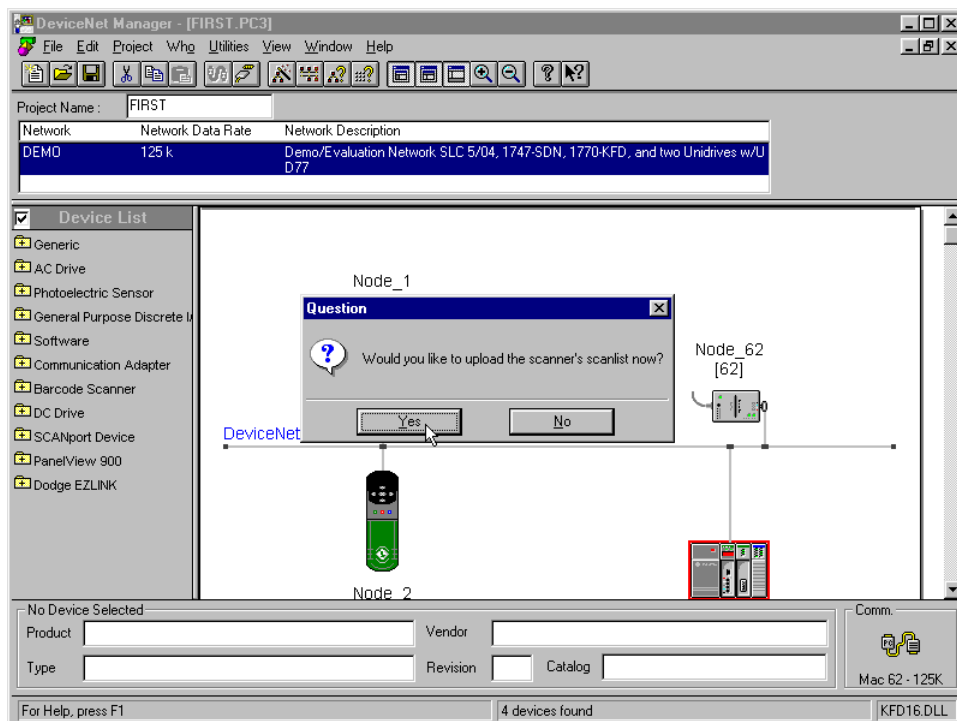 DeviceNet Manager - [FIRST.PC3]
File Edit Project Who Utilities View Window Help
Project Name : FIRST
Network Network Data Rate Network Description
DEMO 125 k Demo/Evaluation Network SLC 5/04, 1747-SDN, 1770-KFD, and two Unidrives w/U
D77
Device List
Generic
AC Drive
Photoelectric Sensor
General Purpose Discrete I/
Software
Communication Adapter
Barcode Scanner
DC Drive
SCANport Device
PanelView 900
Dodge EZLINK
Node_1
Question
Would you like to upload the scanner's scanlist now?
Yes No
Node_62
[62]
DeviceNet
Node_2
No Device Selected
Product Vendor
Type Revision Catalog
Comm.
Mac 62 - 125K
For Help, press F1 4 devices found KFD16.DLL